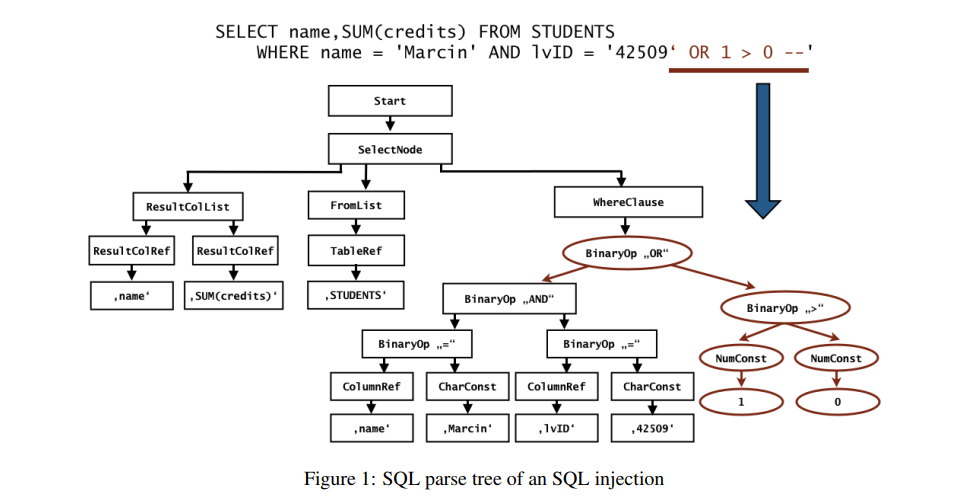 SELECT name,SUM(credits) FROM STUDENTS
WHERE name = 'Marcin' AND lvID = '42509‘ OR 1 > 0 --'
Start
SelectNode
ResultColList
FromList
WhereClause
ResultColRef
ResultColRef
TableRef
BinaryOp „OR“
‚name‘
‚SUM(credits)‘
‚STUDENTS‘
BinaryOp „AND“
BinaryOp „>“
BinaryOp „=“
BinaryOp „=“
NumConst
NumConst
ColumnRef
CharConst
ColumnRef
CharConst
1
0
‚name‘
‚Marcin‘
‚lvID‘
‚42509‘
Figure 1: SQL parse tree of an SQL injection